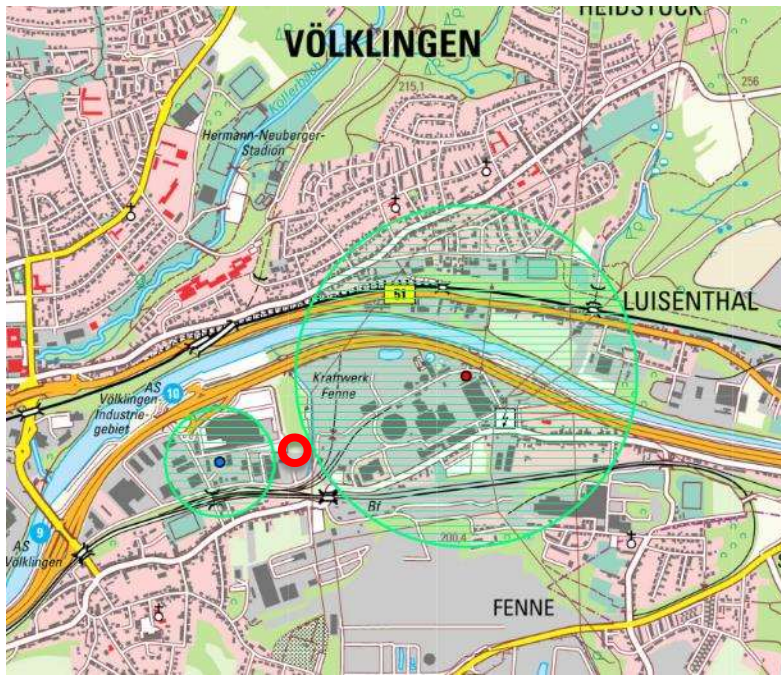 HEIDSTOCK
VÖLKLINGEN
215,1
256
Köllerbach
Hermann-Neuberger-
Stadion
51
LUISENTHAL
AS
Völklingen
Industrie-
gebiet
10
Kraftwerk
Fenne
Bf
200,4
9
AS
Völklingen
FENNE